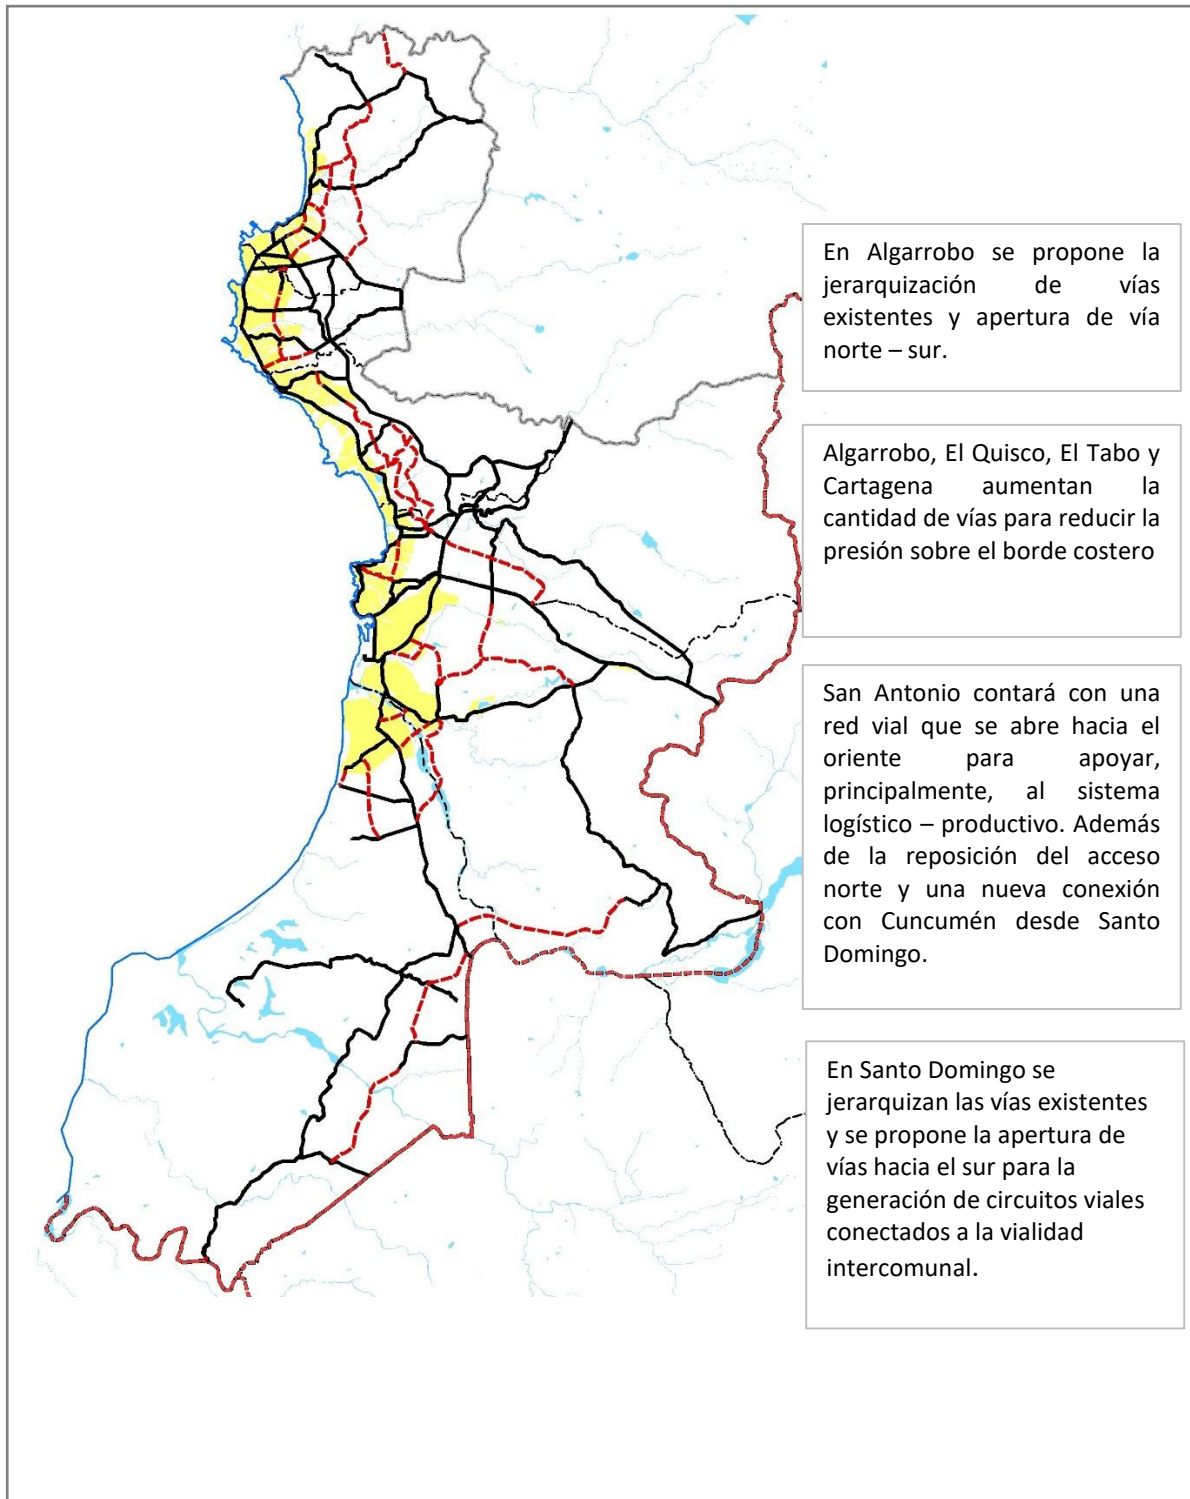 En Algarrobo se propone la
jerarquización de vías
existentes y apertura de vía
norte – sur.
Algarrobo, El Quisco, El Tabo y
Cartagena aumentan la
cantidad de vías para reducir la
presión sobre el borde costero
San Antonio contará con una
red vial que se abre hacia el
oriente para apoyar,
principalmente, al sistema
logístico – productivo. Además
de la reposición del acceso
norte y una nueva conexión
con Cuncumén desde Santo
Domingo.
En Santo Domingo se
jerarquizan las vías existentes
y se propone la apertura de
vías hacia el sur para la
generación de circuitos viales
conectados a la vialidad
intercomunal.